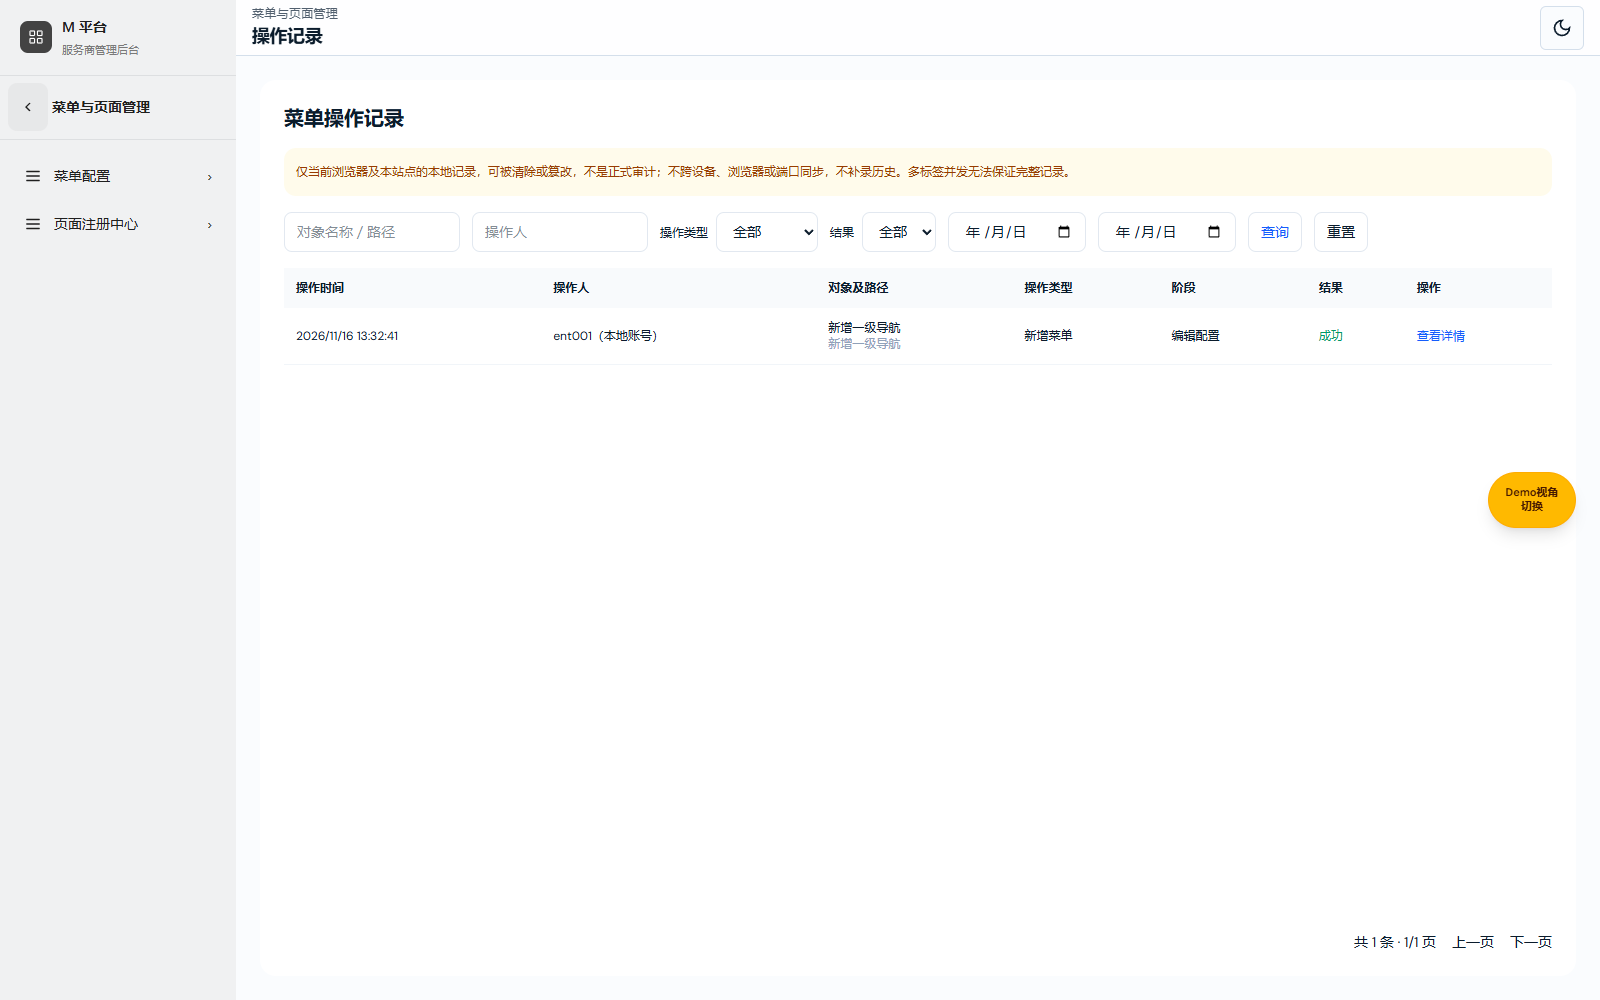 M 平台
服务商管理后台
菜单与页面管理
菜单配置
页面注册中心
菜单与页面管理
操作记录
菜单操作记录
仅当前浏览器及本站点的本地记录，可被清除或篡改，不是正式审计；不跨设备、浏览器或端口同步，不补录历史。多标签并发无法保证完整记录。
对象名称 / 路径 操作人 操作类型 全部 结果 全部 年 /月/日 年 /月/日 查询 重置
操作时间 操作人 对象及路径 操作类型 阶段 结果 操作
2026/11/16 13:32:41 ent001（本地账号） 新增一级导航 新增菜单 编辑配置 成功 查看详情
新增一级导航
Demo视角
切换
共 1 条 · 1/1 页 上一页 下一页